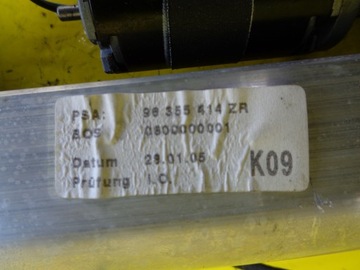 PSA: 96 355 414 ZR
BOS 0800000001
Datum 28.01.05
Prüfung I.O. K09